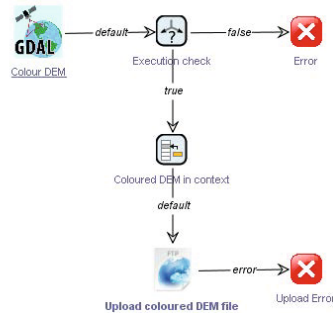 GDAL
default
false
Colour DEM
Execution check
Error
true
Coloured DEM in context
default
FTP
error
Upload coloured DEM file
Upload Error